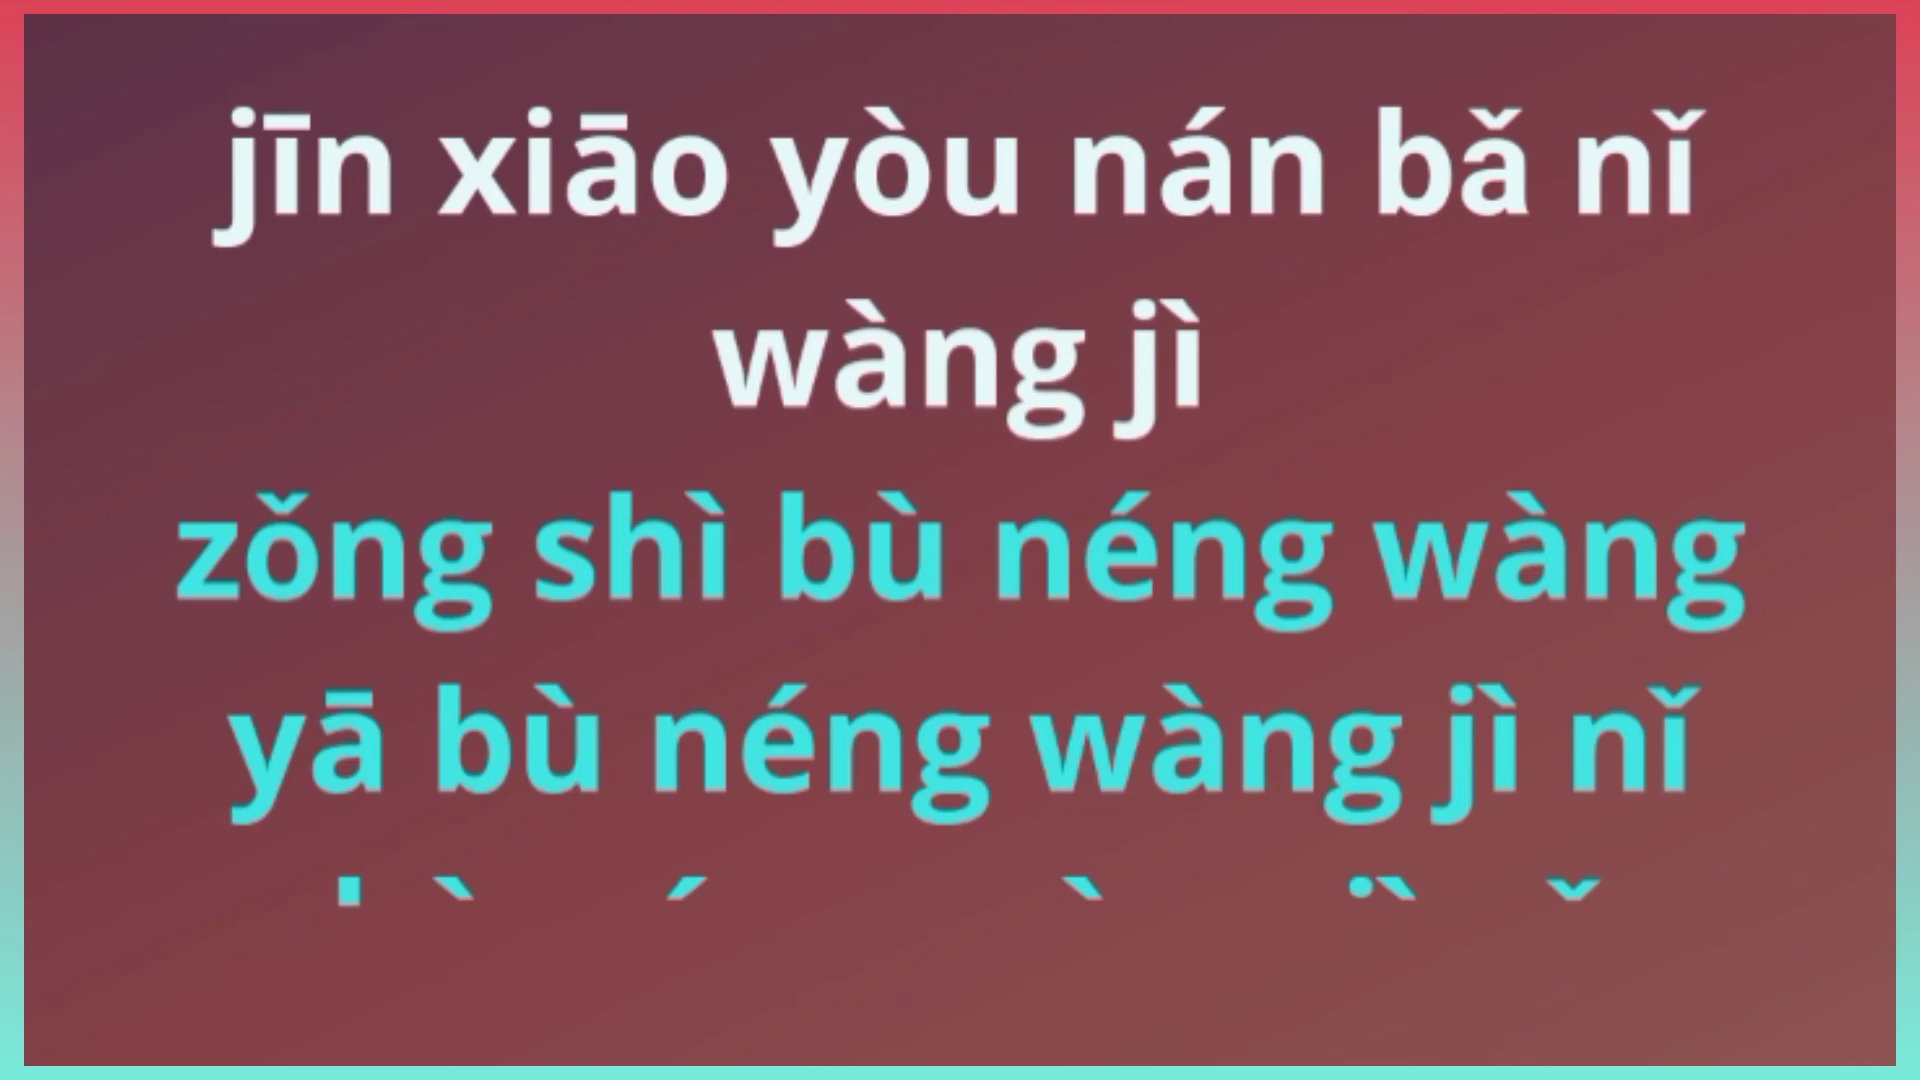 jīn xiāo yòu nán bǎ nǐ
wàng jì
zǒng shì bù néng wàng
yā bù néng wàng jì nǐ